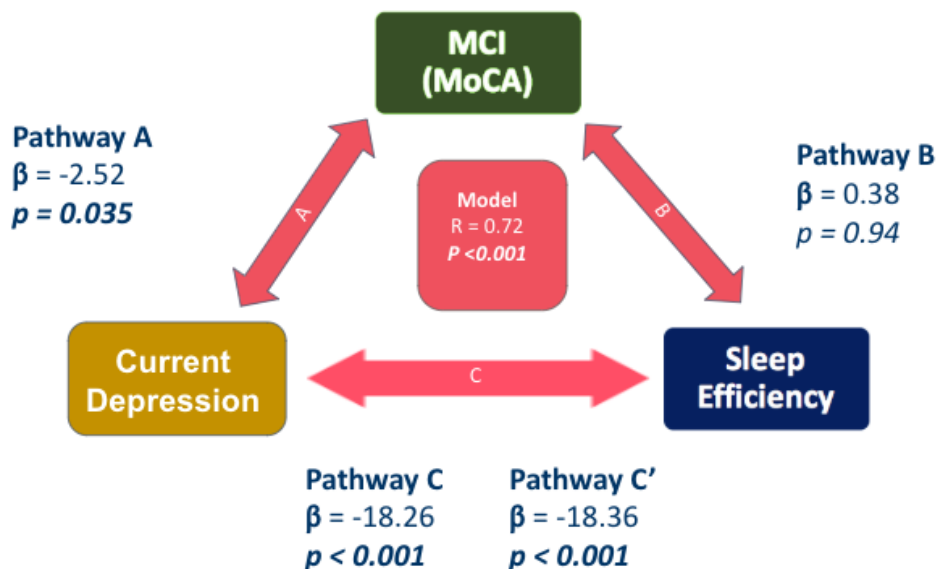 MCI
(MoCA)
Pathway A
β = -2.52
p = 0.035
A
Model
R = 0.72
P <0.001
B
Pathway B
β = 0.38
p = 0.94
Current
Depression
C
Sleep
Efficiency
Pathway C
β = -18.26
p < 0.001
Pathway C’
β = -18.36
p < 0.001